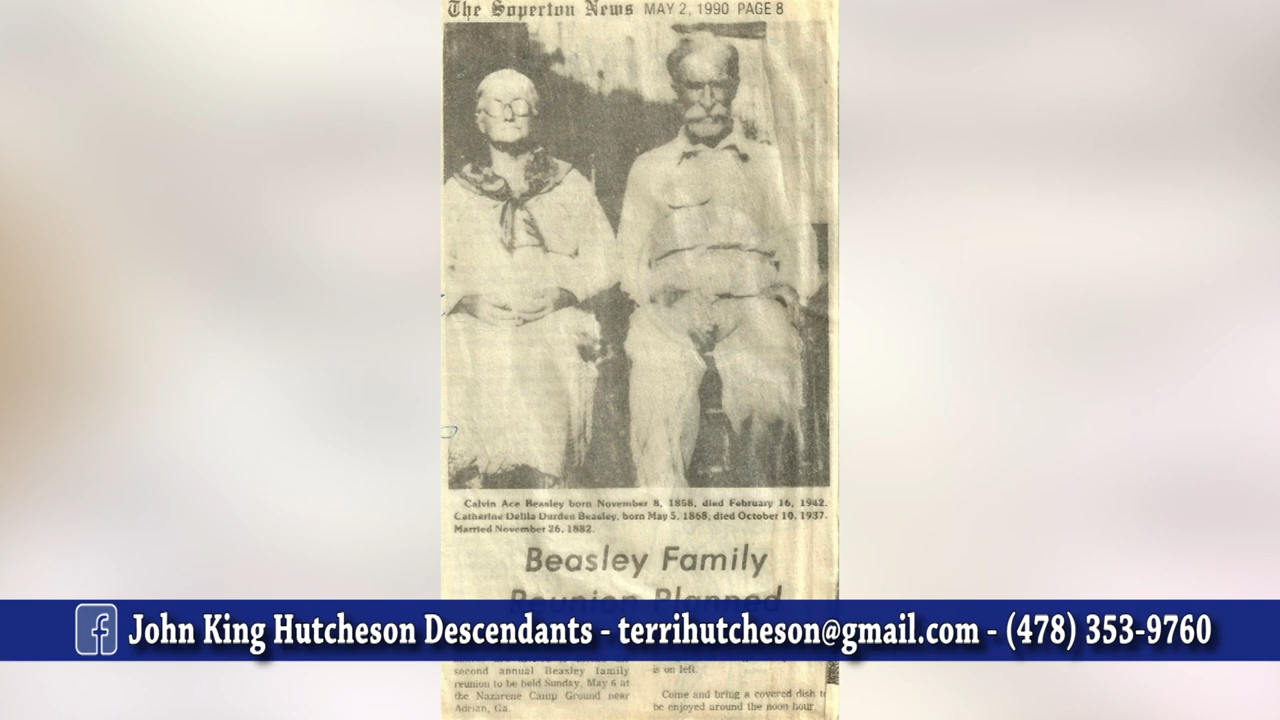 The Soperton News MAY 2, 1990 PAGE 8
Calvin Ace Beasley born November 8, 1858, died February 16, 1942.
Catherine Delila Durden Beasley, born May 5, 1868, died October 10, 1937.
Married November 26, 1882.
Beasley Family
Reunion Planned
John King Hutcheson Descendants - terrihutcheson@gmail.com - (478) 353-9760
second annual Beasley family
reunion to be held Sunday, May 6 at
the Nazarene Camp Ground near
Adrian, Ga.
is on left.
Come and bring a covered dish
be enjoyed around the noon hour.